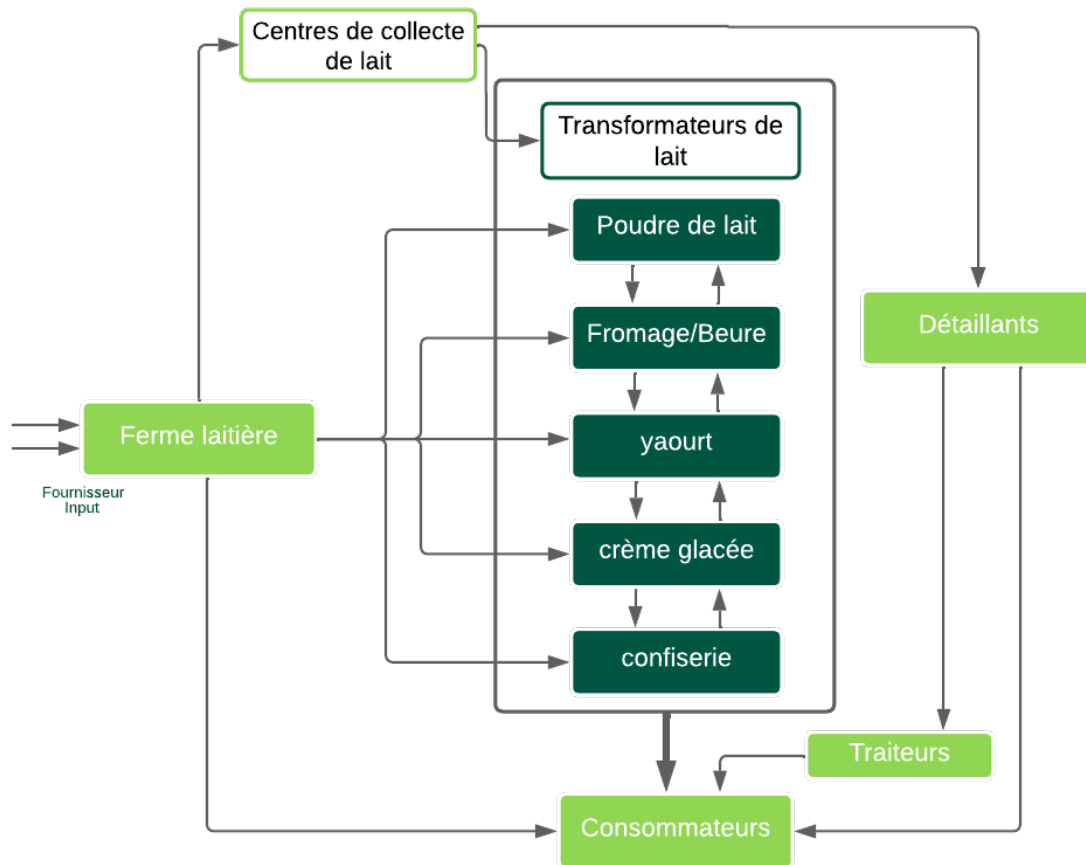 Centres de collecte
de lait
Transformateurs de
lait
Poudre de lait
Fromage/Beure
Détaillants
Ferme laitière
yaourt
Fournisseur
Input
crème glacée
confiserie
Traiteurs
Consommateurs